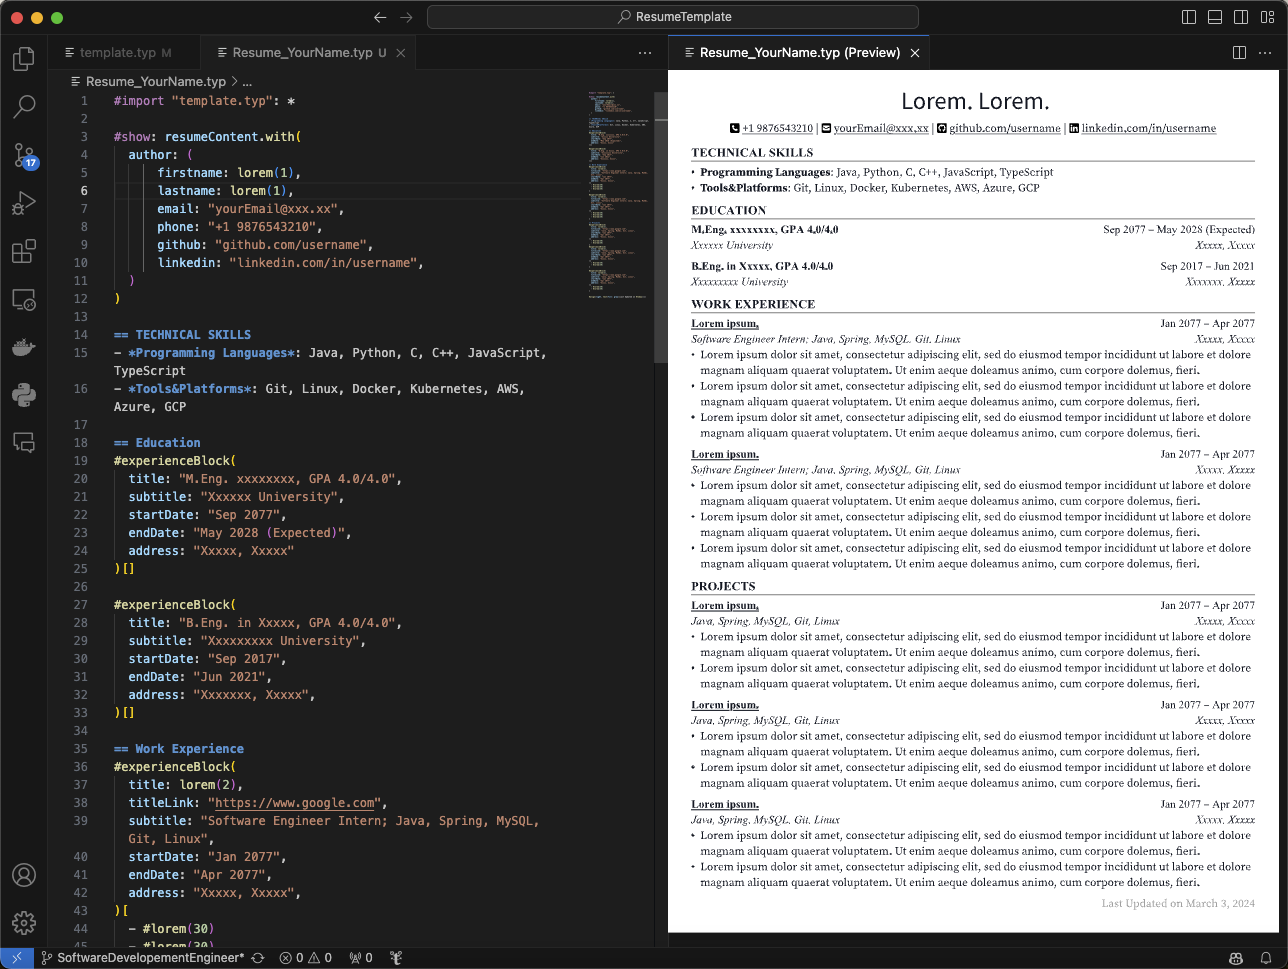 ResumeTemplate
template.typ M
Resume_YourName.typ U
Resume_YourName.typ (Preview)
Resume_YourName.typ > ...
17
1 #import "template.typ": *
2
3 #show: resumeContent.with(
4 author: (
5 firstname: lorem(1),
6 lastname: lorem(1),
7 email: "yourEmail@xxx.xx",
8 phone: "+1 9876543210",
9 github: "github.com/username",
10 linkedin: "linkedin.com/in/username",
11 )
12 )
13
14 == TECHNICAL SKILLS
15 - *Programming Languages*: Java, Python, C, C++, JavaScript,
TypeScript
16 - *Tools&Platforms*: Git, Linux, Docker, Kubernetes, AWS,
Azure, GCP
17
18 == Education
19 #experienceBlock(
20 title: "M.Eng. xxxxxxxx, GPA 4.0/4.0",
21 subtitle: "Xxxxxx University",
22 startDate: "Sep 2077",
23 endDate: "May 2028 (Expected)",
24 address: "Xxxxx, Xxxxx"
25 )[]
26
27 #experienceBlock(
28 title: "B.Eng. in Xxxxx, GPA 4.0/4.0",
29 subtitle: "Xxxxxxxxx University",
30 startDate: "Sep 2017",
31 endDate: "Jun 2021",
32 address: "Xxxxxxx, Xxxxx",
33 )[]
34
35 == Work Experience
36 #experienceBlock(
37 title: lorem(2),
38 titleLink: "https://www.google.com",
39 subtitle: "Software Engineer Intern; Java, Spring, MySQL,
Git, Linux",
40 startDate: "Jan 2077",
41 endDate: "Apr 2077",
42 address: "Xxxxx, Xxxxx",
43 )[
44 - #lorem(30)
45 - #lorem(30)
Lorem. Lorem.
+1 9876543210 | yourEmail@xxx.xx | github.com/username | linkedin.com/in/username
TECHNICAL SKILLS
• Programming Languages: Java, Python, C, C++, JavaScript, TypeScript
• Tools&Platforms: Git, Linux, Docker, Kubernetes, AWS, Azure, GCP
EDUCATION
M.Eng. xxxxxxxx, GPA 4.0/4.0 Sep 2077 – May 2028 (Expected)
Xxxxxx University Xxxxx, Xxxxx
B.Eng. in Xxxxx, GPA 4.0/4.0 Sep 2017 – Jun 2021
Xxxxxxxxx University Xxxxxxx, Xxxxx
WORK EXPERIENCE
Lorem ipsum. Jan 2077 – Apr 2077
Software Engineer Intern; Java, Spring, MySQL, Git, Linux Xxxxx, Xxxxx
• Lorem ipsum dolor sit amet, consectetur adipiscing elit, sed do eiusmod tempor incididunt ut labore et dolore
magnam aliquam quaerat voluptatem. Ut enim aeque doleamus animo, cum corpore dolemus, fieri.
• Lorem ipsum dolor sit amet, consectetur adipiscing elit, sed do eiusmod tempor incididunt ut labore et dolore
magnam aliquam quaerat voluptatem. Ut enim aeque doleamus animo, cum corpore dolemus, fieri.
• Lorem ipsum dolor sit amet, consectetur adipiscing elit, sed do eiusmod tempor incididunt ut labore et dolore
magnam aliquam quaerat voluptatem. Ut enim aeque doleamus animo, cum corpore dolemus, fieri.
Lorem ipsum. Jan 2077 – Apr 2077
Software Engineer Intern; Java, Spring, MySQL, Git, Linux Xxxxx, Xxxxx
• Lorem ipsum dolor sit amet, consectetur adipiscing elit, sed do eiusmod tempor incididunt ut labore et dolore
magnam aliquam quaerat voluptatem. Ut enim aeque doleamus animo, cum corpore dolemus, fieri.
• Lorem ipsum dolor sit amet, consectetur adipiscing elit, sed do eiusmod tempor incididunt ut labore et dolore
magnam aliquam quaerat voluptatem. Ut enim aeque doleamus animo, cum corpore dolemus, fieri.
• Lorem ipsum dolor sit amet, consectetur adipiscing elit, sed do eiusmod tempor incididunt ut labore et dolore
magnam aliquam quaerat voluptatem. Ut enim aeque doleamus animo, cum corpore dolemus, fieri.
PROJECTS
Lorem ipsum. Jan 2077 – Apr 2077
Java, Spring, MySQL, Git, Linux Xxxxx, Xxxxx
• Lorem ipsum dolor sit amet, consectetur adipiscing elit, sed do eiusmod tempor incididunt ut labore et dolore
magnam aliquam quaerat voluptatem. Ut enim aeque doleamus animo, cum corpore dolemus, fieri.
• Lorem ipsum dolor sit amet, consectetur adipiscing elit, sed do eiusmod tempor incididunt ut labore et dolore
magnam aliquam quaerat voluptatem. Ut enim aeque doleamus animo, cum corpore dolemus, fieri.
Lorem ipsum. Jan 2077 – Apr 2077
Java, Spring, MySQL, Git, Linux Xxxxx, Xxxxx
• Lorem ipsum dolor sit amet, consectetur adipiscing elit, sed do eiusmod tempor incididunt ut labore et dolore
magnam aliquam quaerat voluptatem. Ut enim aeque doleamus animo, cum corpore dolemus, fieri.
• Lorem ipsum dolor sit amet, consectetur adipiscing elit, sed do eiusmod tempor incididunt ut labore et dolore
magnam aliquam quaerat voluptatem. Ut enim aeque doleamus animo, cum corpore dolemus, fieri.
Lorem ipsum. Jan 2077 – Apr 2077
Java, Spring, MySQL, Git, Linux Xxxxx, Xxxxx
• Lorem ipsum dolor sit amet, consectetur adipiscing elit, sed do eiusmod tempor incididunt ut labore et dolore
magnam aliquam quaerat voluptatem. Ut enim aeque doleamus animo, cum corpore dolemus, fieri.
• Lorem ipsum dolor sit amet, consectetur adipiscing elit, sed do eiusmod tempor incididunt ut labore et dolore
magnam aliquam quaerat voluptatem. Ut enim aeque doleamus animo, cum corpore dolemus, fieri.
Last Updated on March 3, 2024
SoftwareDevelopementEngineer* 0 0 0